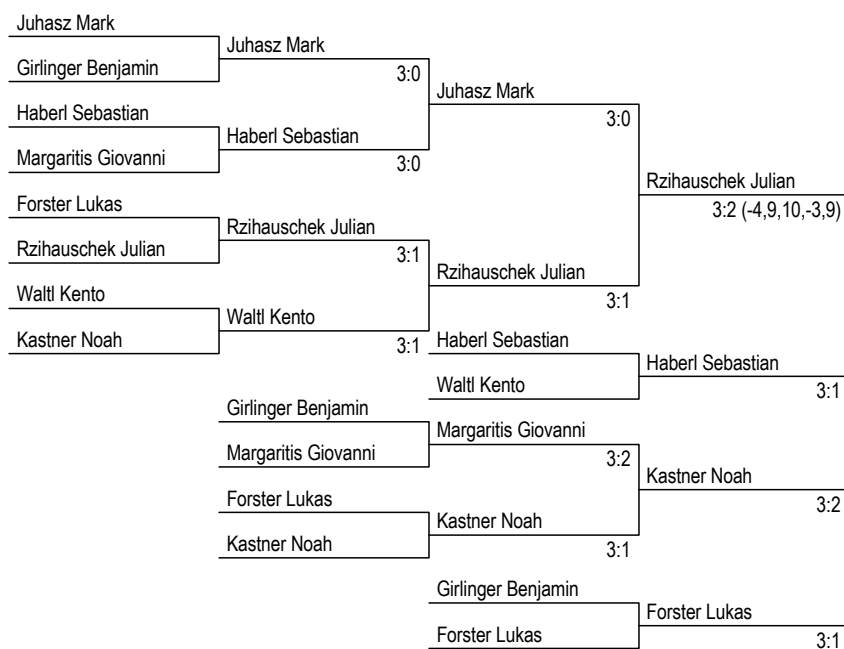 Juhasz Mark
Juhasz Mark
Girlinger Benjamin
3:0
Juhasz Mark
Haberl Sebastian
3:0
Haberl Sebastian
Margaritis Giovanni
3:0
Rzihauschek Julian
Forster Lukas
3:2 (-4,9,10,-3,9)
Rzihauschek Julian
Rzihauschek Julian
3:1
Rzihauschek Julian
Waltl Kento
3:1
Waltl Kento
Kastner Noah
3:1
Haberl Sebastian
Haberl Sebastian
Waltl Kento
3:1
Girlinger Benjamin
Margaritis Giovanni
Margaritis Giovanni
3:2
Kastner Noah
Forster Lukas
3:2
Kastner Noah
Kastner Noah
3:1
Girlinger Benjamin
Forster Lukas
Forster Lukas
3:1